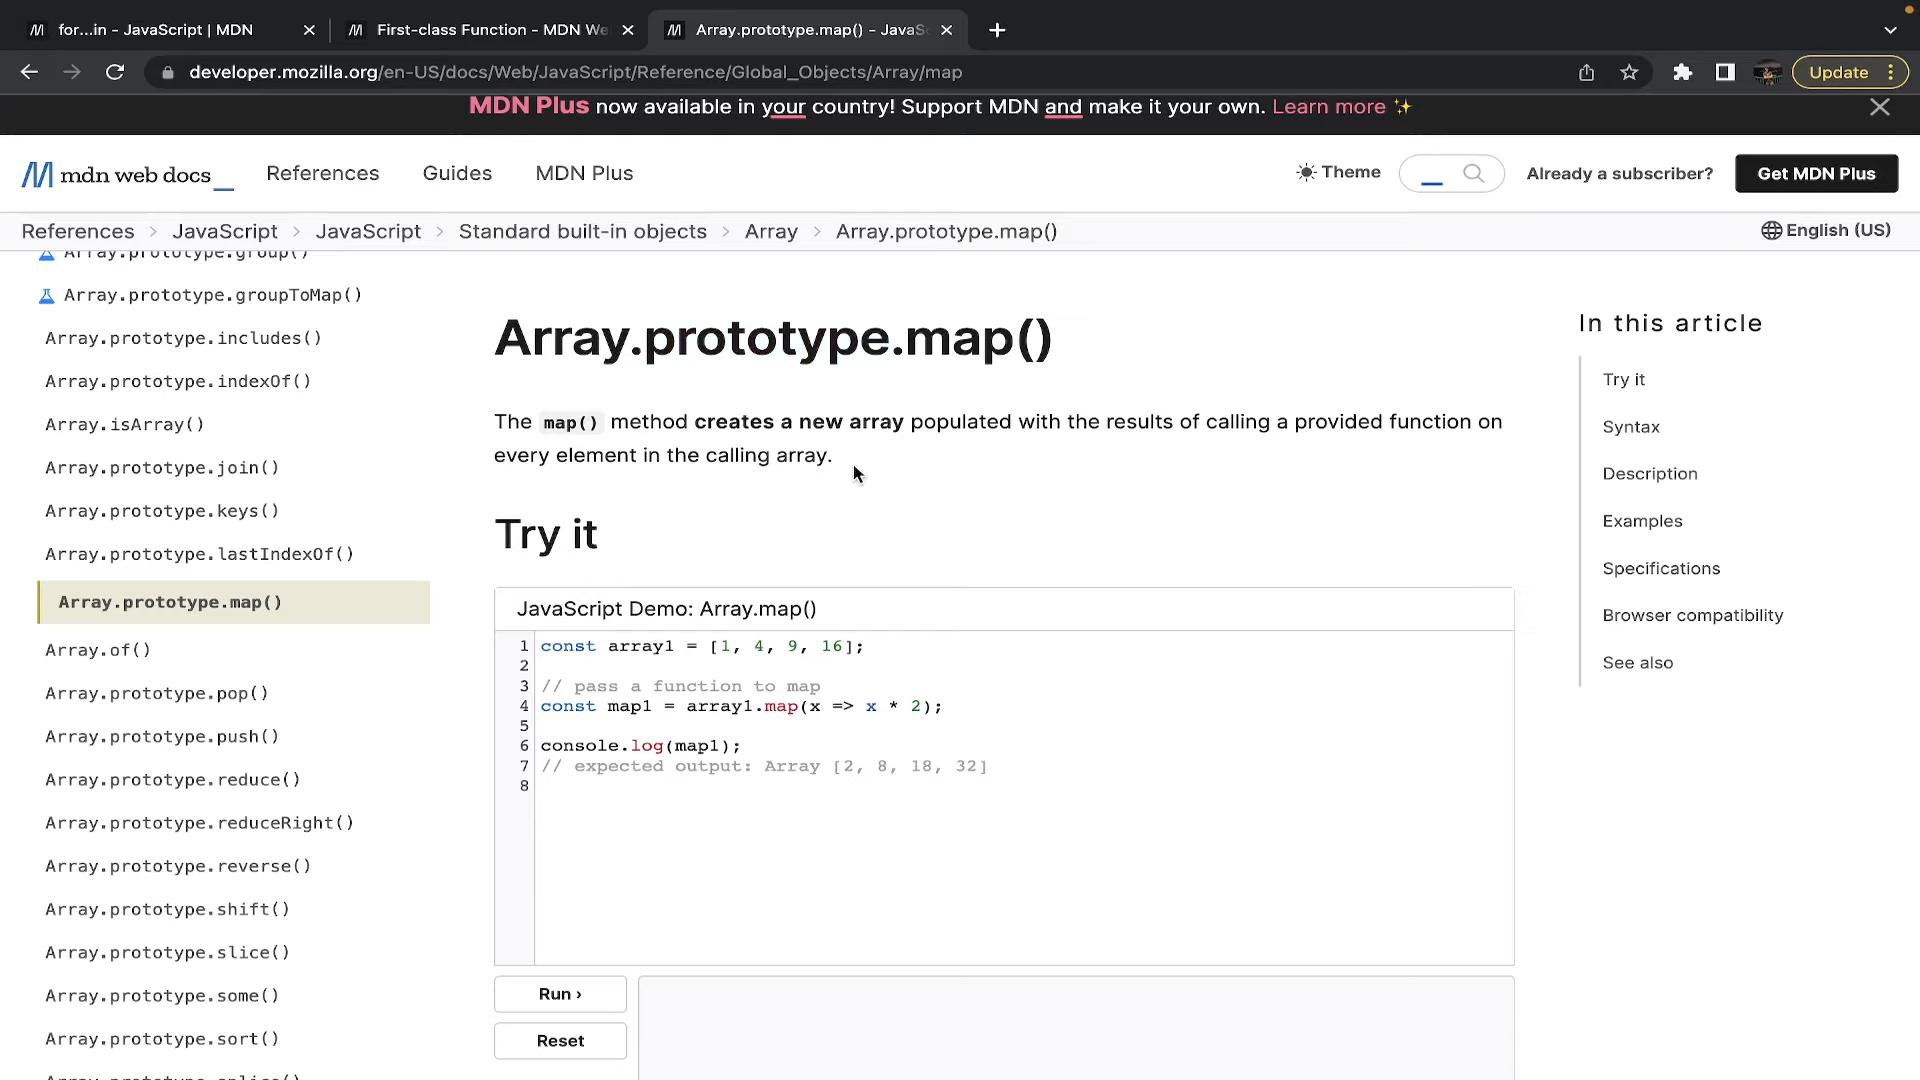 for...in - JavaScript | MDN
First-class Function - MDN We
Array.prototype.map() - JavaS
developer.mozilla.org/en-US/docs/Web/JavaScript/Reference/Global_Objects/Array/map
Update
MDN Plus now available in your country! Support MDN and make it your own. Learn more ✨
mdn web docs_
References
Guides
MDN Plus
Theme
Already a subscriber?
Get MDN Plus
References > JavaScript > JavaScript > Standard built-in objects > Array > Array.prototype.map()
English (US)
Array.prototype.group()
Array.prototype.groupToMap()
Array.prototype.includes()
Array.prototype.indexOf()
Array.isArray()
Array.prototype.join()
Array.prototype.keys()
Array.prototype.lastIndexOf()
Array.prototype.map()
Array.of()
Array.prototype.pop()
Array.prototype.push()
Array.prototype.reduce()
Array.prototype.reduceRight()
Array.prototype.reverse()
Array.prototype.shift()
Array.prototype.slice()
Array.prototype.some()
Array.prototype.sort()
Array.prototype.splice()
Array.prototype.map()
The map() method creates a new array populated with the results of calling a provided function on
every element in the calling array.
Try it
JavaScript Demo: Array.map()
1 const array1 = [1, 4, 9, 16];
2
3 // pass a function to map
4 const map1 = array1.map(x => x * 2);
5
6 console.log(map1);
7 // expected output: Array [2, 8, 18, 32]
8
Run ›
Reset
In this article
Try it
Syntax
Description
Examples
Specifications
Browser compatibility
See also